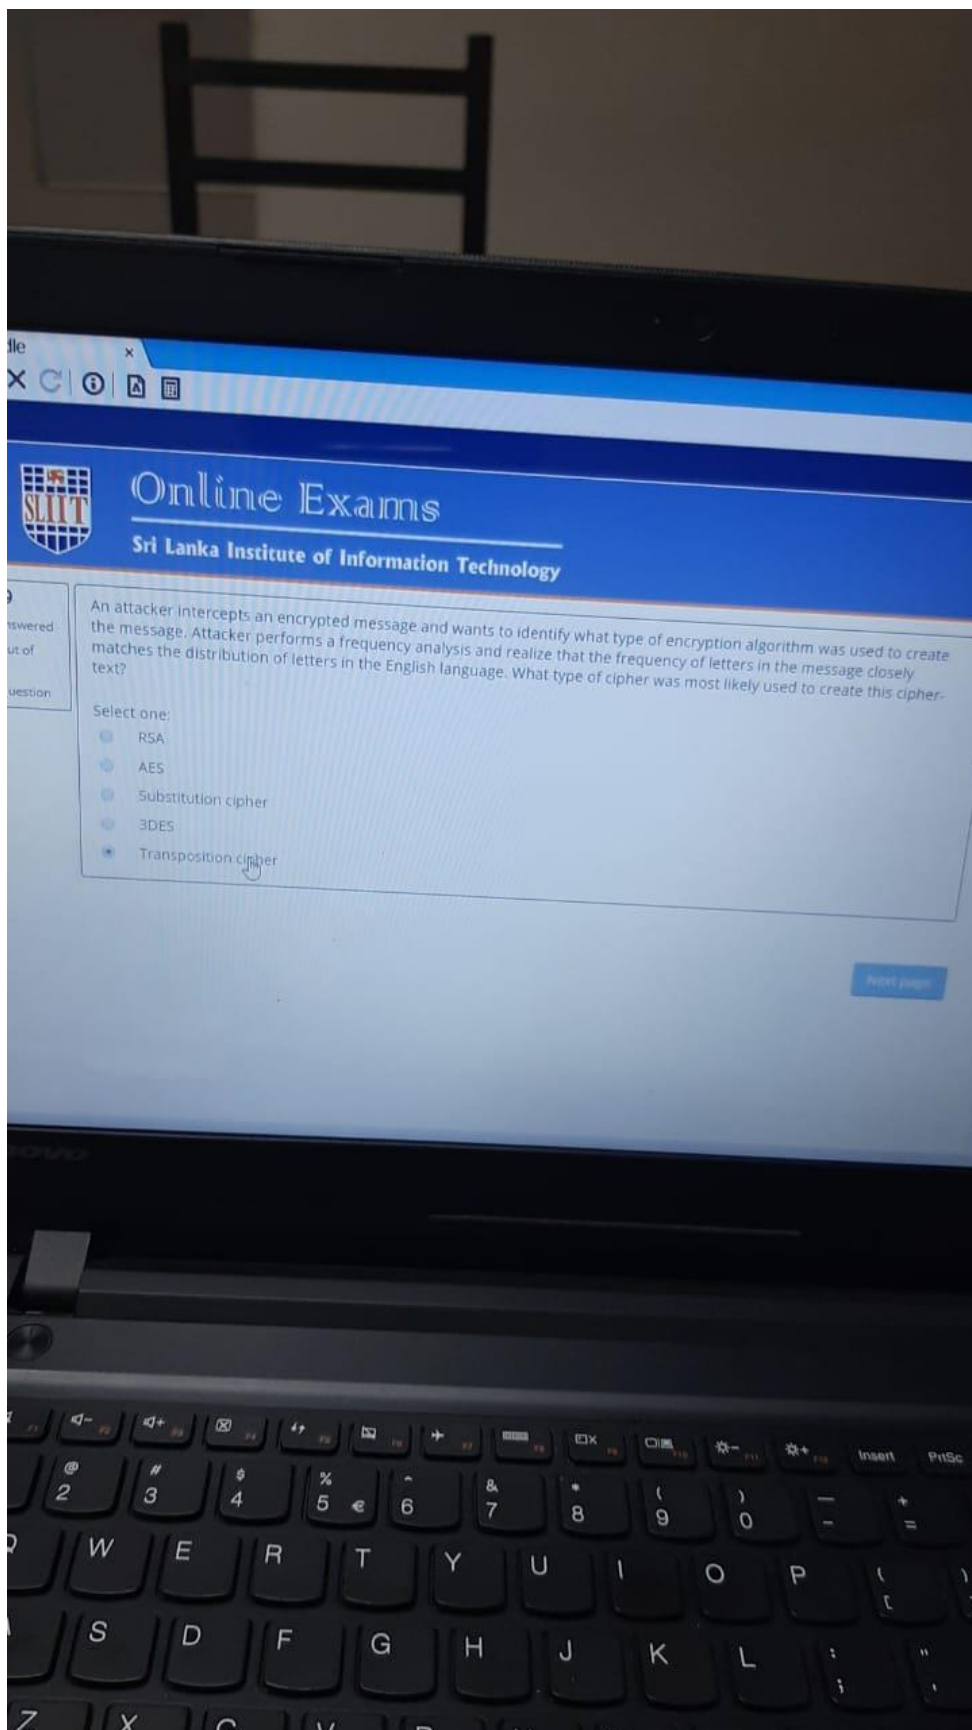 dle
×
SLIIT
Online Exams
Sri Lanka Institute of Information Technology
swered
ut of
uestion
An attacker intercepts an encrypted message and wants to identify what type of encryption algorithm was used to create
the message. Attacker performs a frequency analysis and realize that the frequency of letters in the message closely
matches the distribution of letters in the English language. What type of cipher was most likely used to create this cipher-
text?
Select one:
RSA
AES
Substitution cipher
3DES
Transposition cipher
Next page
Insert PrtSc
@ # $ % ^ & * ( ) — +
2 3 4 5 € 6 7 8 9 0 - =
W E R T Y U I O P { [
S D F G H J K L : ; " '
Z X C V